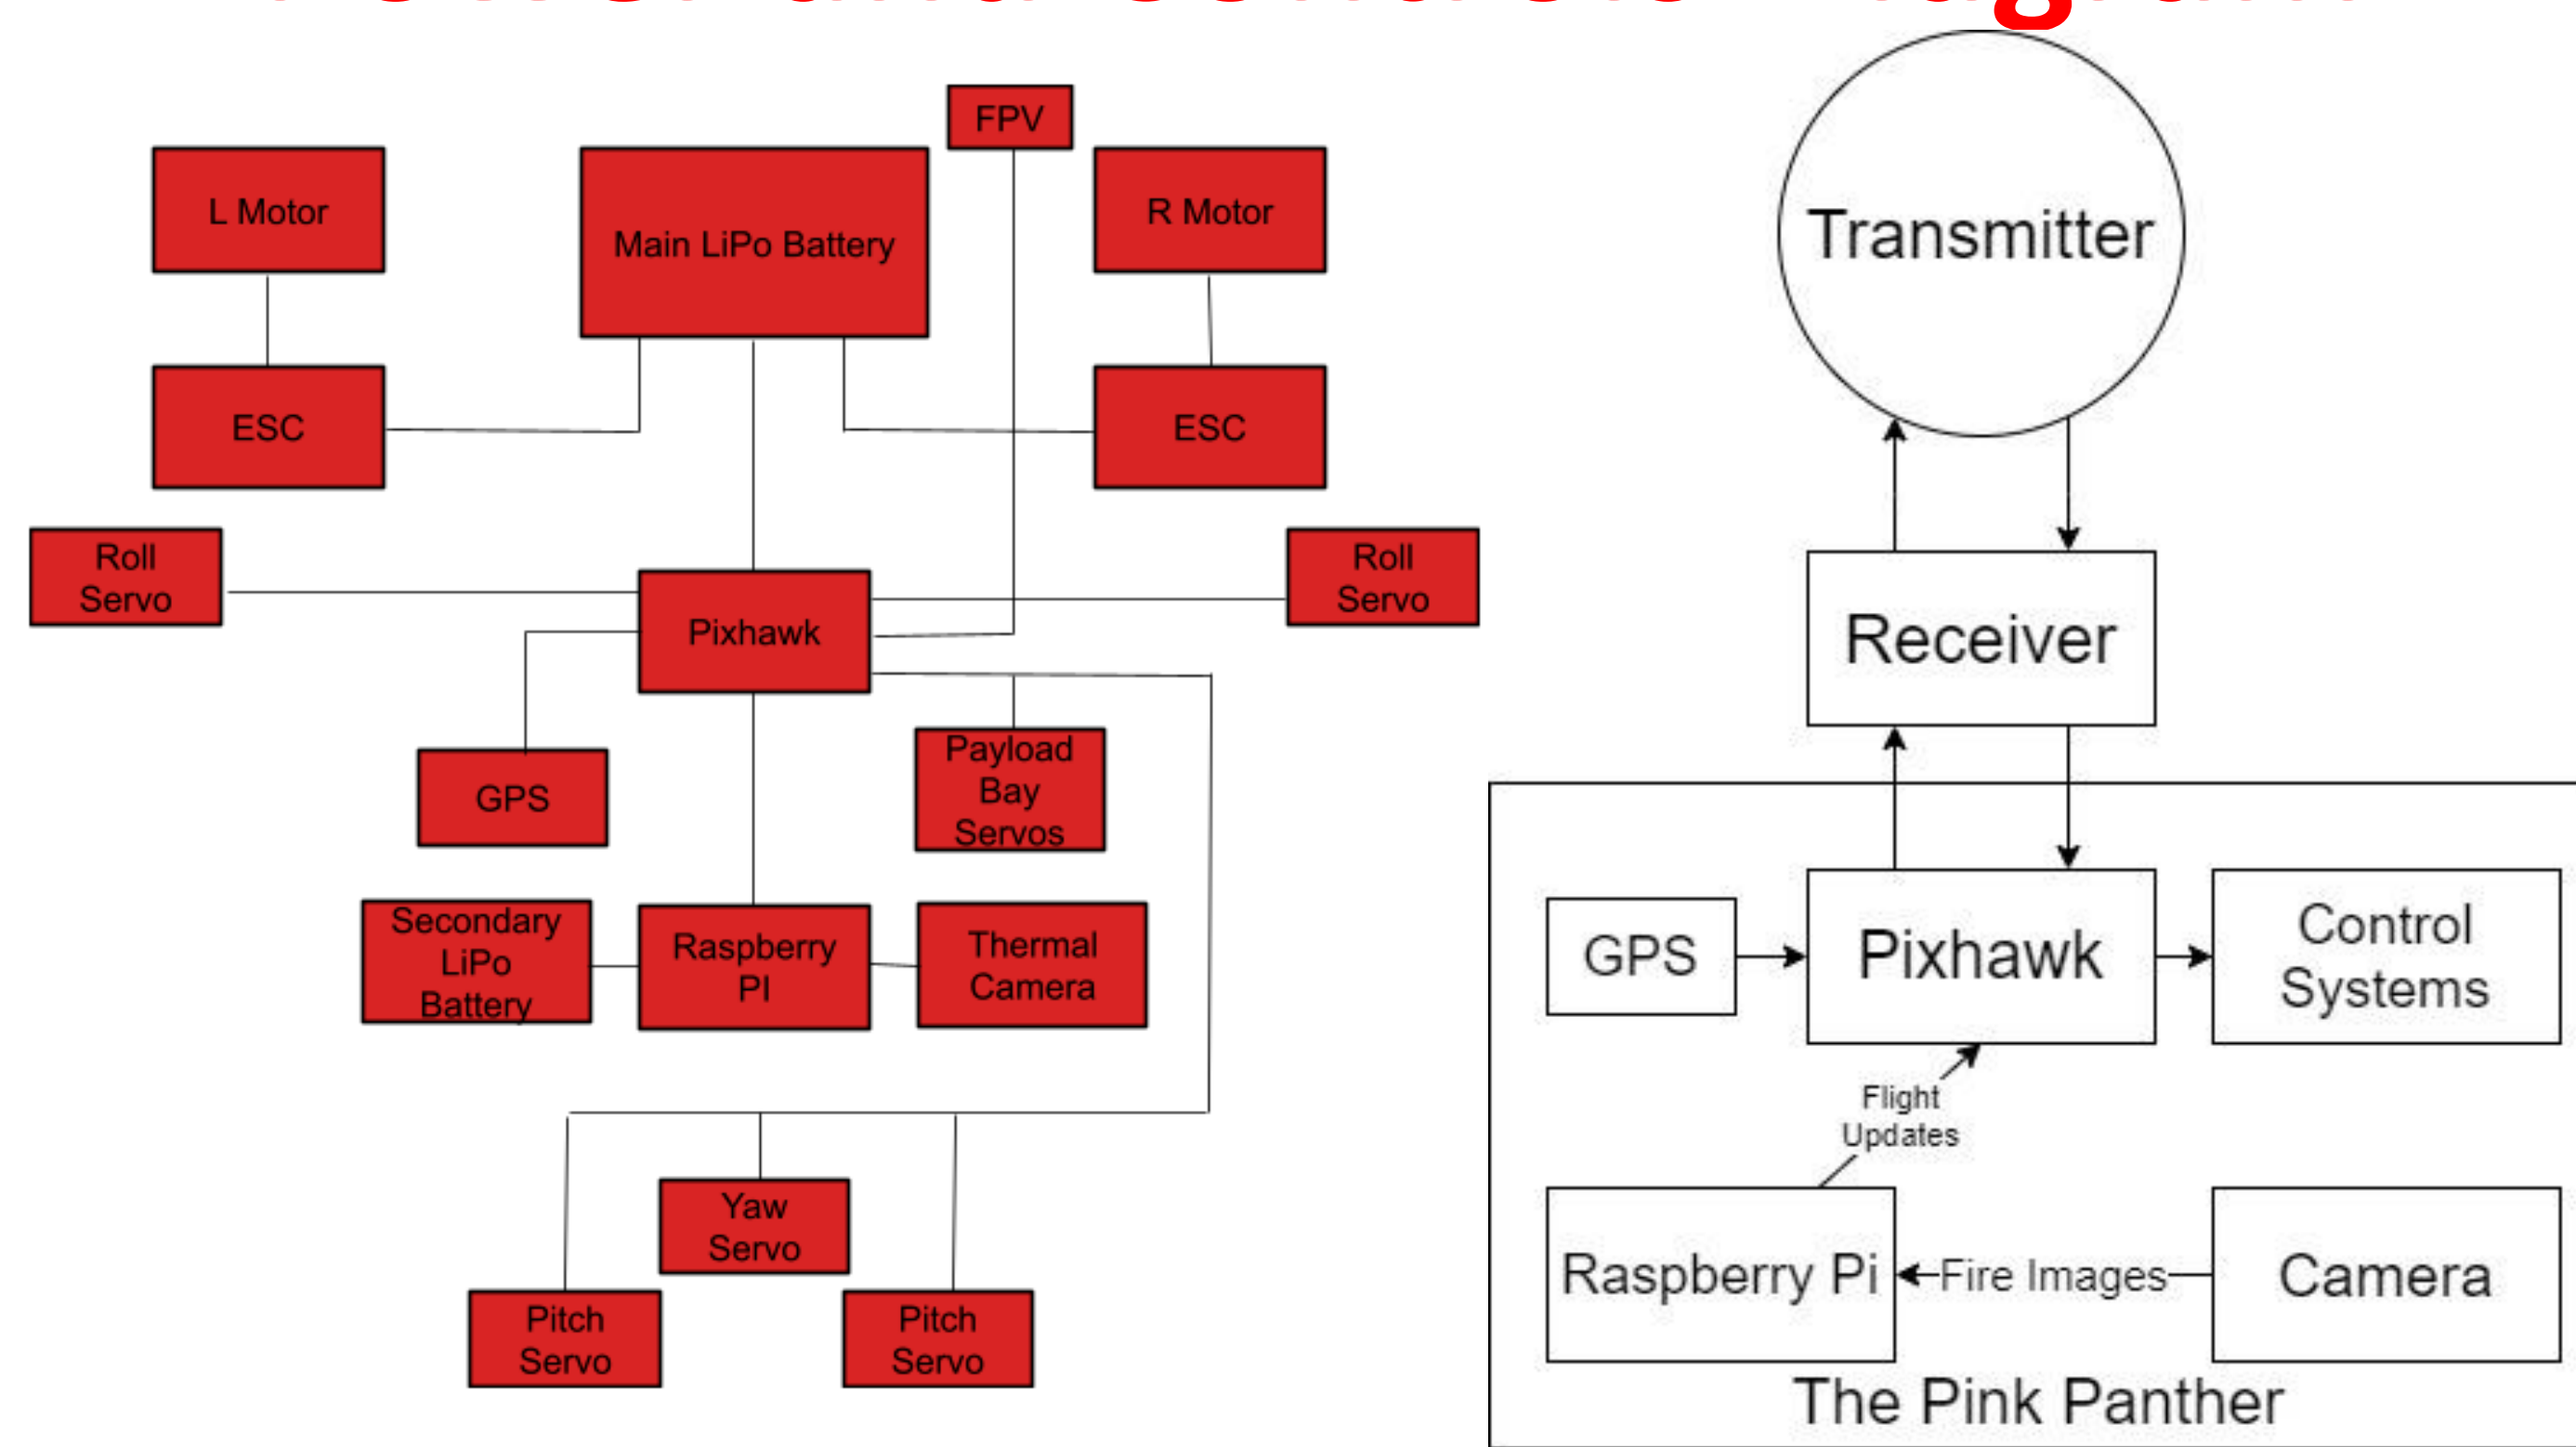 FPV
L Motor
Main LiPo Battery
R Motor
ESC
ESC
Roll
Servo
Roll
Servo
Pixhawk
GPS
Payload
Bay
Servos
Secondary
LiPo
Battery
Raspberry
PI
Thermal
Camera
Yaw
Servo
Pitch
Servo
Pitch
Servo
Transmitter
Receiver
GPS
Pixhawk
Control
Systems
Flight
Updates
Raspberry Pi
Fire Images
Camera
The Pink Panther